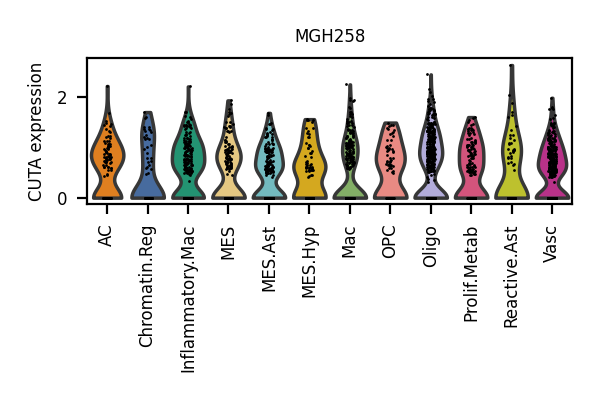 MGH258
CUTA expression
2
0
AC
Chromatin.Reg
Inflammatory.Mac
MES
MES.Ast
MES.Hyp
Mac
OPC
Oligo
Prolif.Metab
Reactive.Ast
Vasc